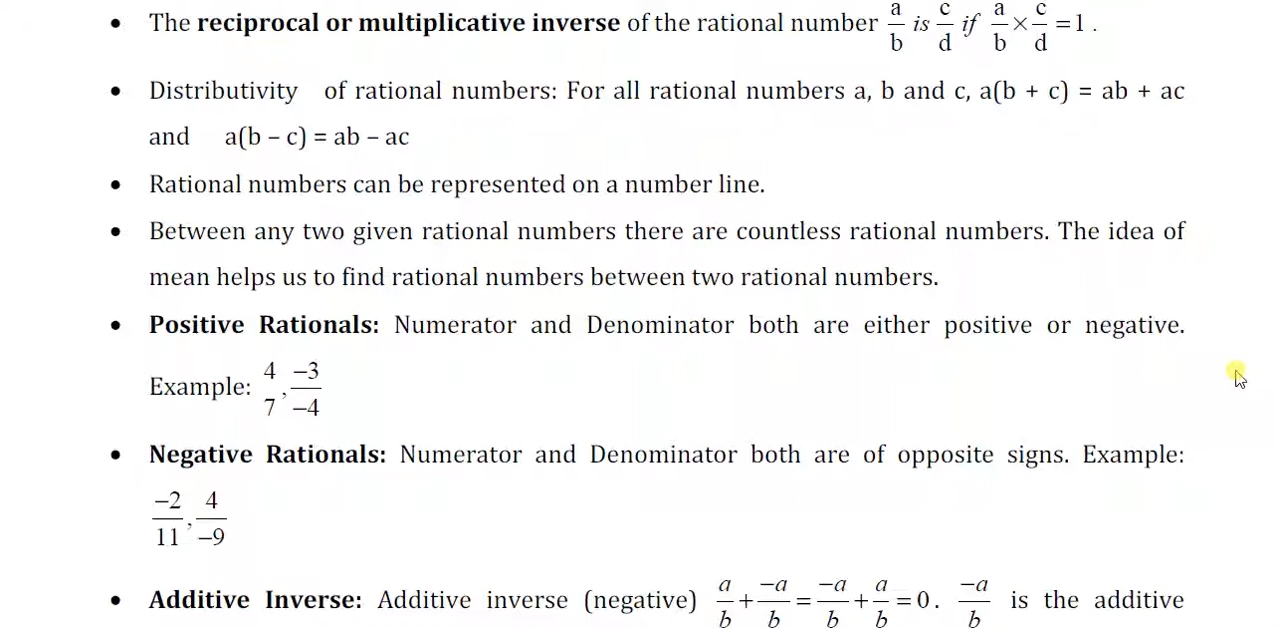 • The reciprocal or multiplicative inverse of the rational number a/b is c/d if a/b × c/d = 1 .
• Distributivity of rational numbers: For all rational numbers a, b and c, a(b + c) = ab + ac
and a(b – c) = ab – ac
• Rational numbers can be represented on a number line.
• Between any two given rational numbers there are countless rational numbers. The idea of
mean helps us to find rational numbers between two rational numbers.
• Positive Rationals: Numerator and Denominator both are either positive or negative.
Example: 4/7, −3/−4
• Negative Rationals: Numerator and Denominator both are of opposite signs. Example:
−2/11, 4/−9
• Additive Inverse: Additive inverse (negative) a/b + −a/b = −a/b + a/b = 0. −a/b is the additive